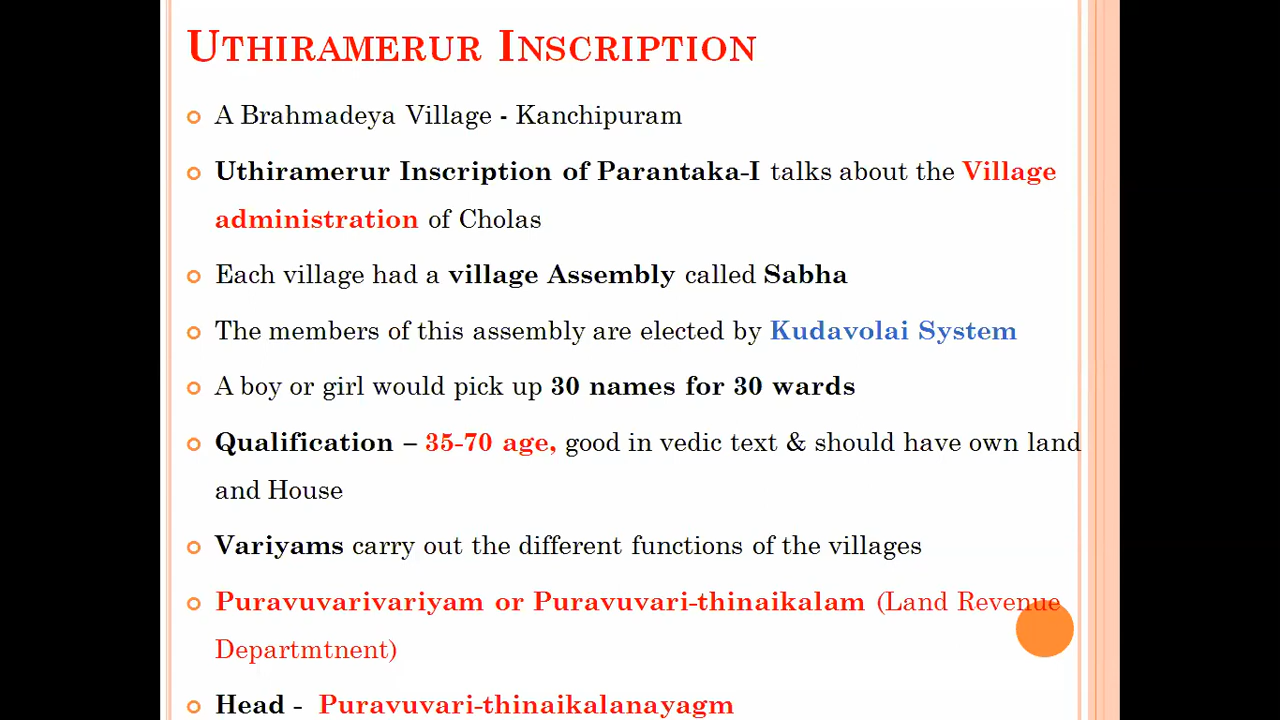 UTHIRAMERUR INSCRIPTION
A Brahmadeya Village - Kanchipuram
Uthiramerur Inscription of Parantaka-I talks about the Village
administration of Cholas
Each village had a village Assembly called Sabha
The members of this assembly are elected by Kudavolai System
A boy or girl would pick up 30 names for 30 wards
Qualification – 35-70 age, good in vedic text & should have own land
and House
Variyams carry out the different functions of the villages
Puravuvarivariyam or Puravuvari-thinaikalam (Land Revenue
Departmtnent)
Head - Puravuvari-thinaikalanayagm